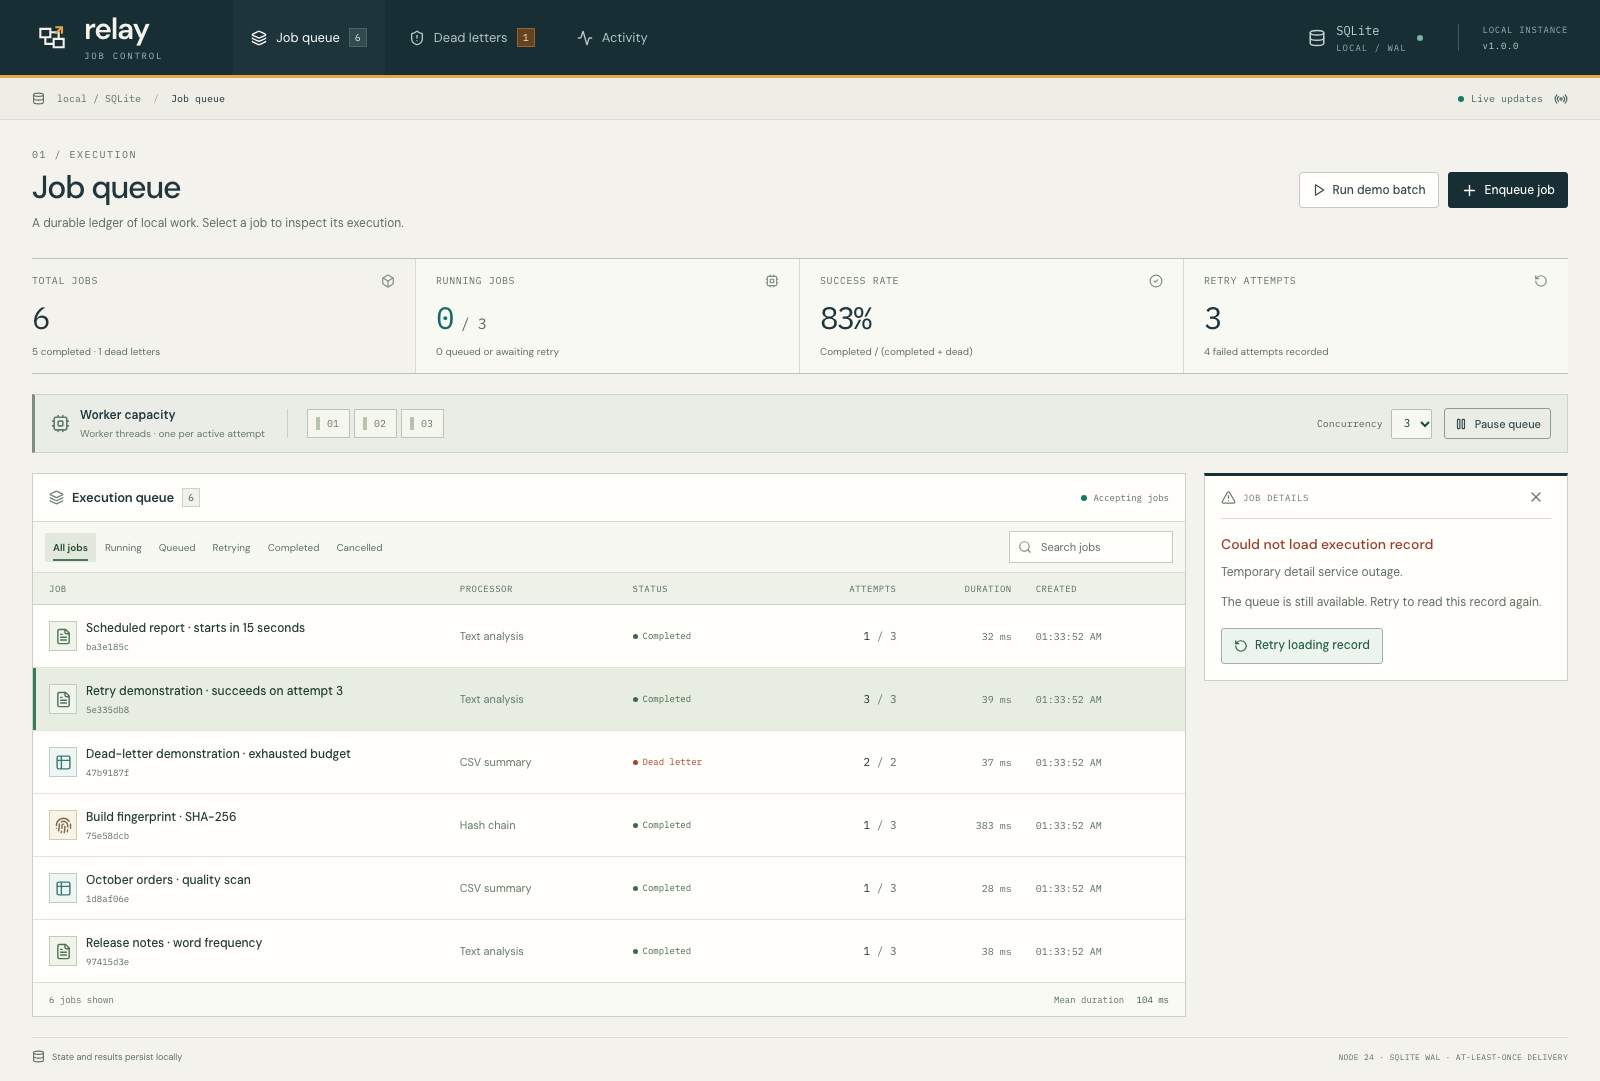 relay
JOB CONTROL
Job queue 6
Dead letters 1
Activity
SQLite
LOCAL / WAL
LOCAL INSTANCE
v1.0.0
local / SQLite / Job queue
Live updates
01 / EXECUTION
Job queue
A durable ledger of local work. Select a job to inspect its execution.
Run demo batch
Enqueue job
TOTAL JOBS
6
5 completed · 1 dead letters
RUNNING JOBS
0 / 3
0 queued or awaiting retry
SUCCESS RATE
83%
Completed / (completed + dead)
RETRY ATTEMPTS
3
4 failed attempts recorded
Worker capacity
Worker threads · one per active attempt
01 02 03
Concurrency 3
Pause queue
Execution queue 6
Accepting jobs
All jobs Running Queued Retrying Completed Cancelled
Search jobs
JOB PROCESSOR STATUS ATTEMPTS DURATION CREATED
Scheduled report · starts in 15 seconds
ba3e185c
Text analysis Completed 1 / 3 32 ms 01:33:52 AM
Retry demonstration · succeeds on attempt 3
5e335db8
Text analysis Completed 3 / 3 39 ms 01:33:52 AM
Dead-letter demonstration · exhausted budget
47b9187f
CSV summary Dead letter 2 / 2 37 ms 01:33:52 AM
Build fingerprint · SHA-256
75e58dcb
Hash chain Completed 1 / 3 383 ms 01:33:52 AM
October orders · quality scan
1d8af06e
CSV summary Completed 1 / 3 28 ms 01:33:52 AM
Release notes · word frequency
97415d3e
Text analysis Completed 1 / 3 38 ms 01:33:52 AM
6 jobs shown
Mean duration 104 ms
JOB DETAILS
Could not load execution record
Temporary detail service outage.
The queue is still available. Retry to read this record again.
Retry loading record
State and results persist locally
NODE 24 · SQLITE WAL · AT-LEAST-ONCE DELIVERY